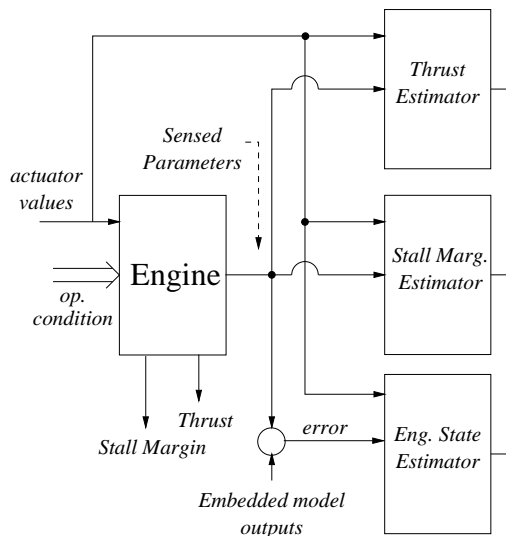 Thrust
Estimator
Sensed
Parameters
actuator
values
Engine
op.
condition
Stall Marg.
Estimator
Thrust
Stall Margin
error
Eng. State
Estimator
Embedded model
outputs